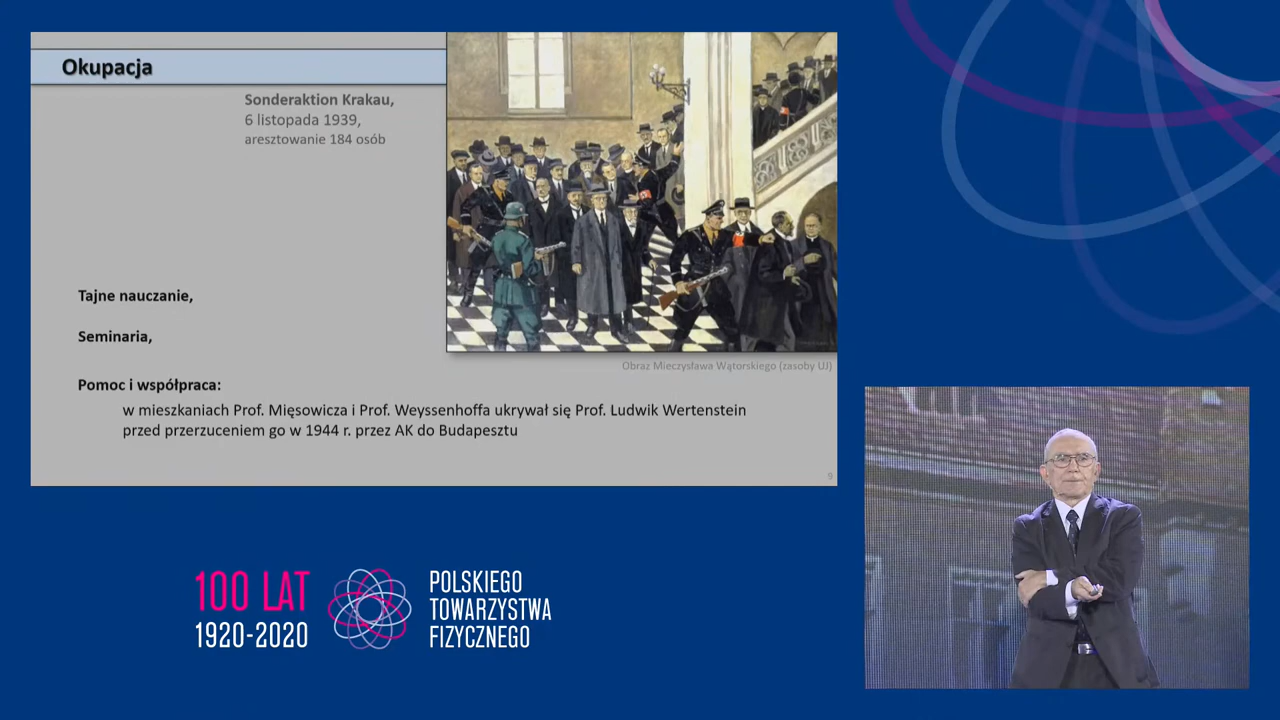 Okupacja
Sonderaktion Krakau,
6 listopada 1939,
aresztowanie 184 osób
Tajne nauczanie,
Seminaria,
Obraz Mieczysława Wątorskiego (zasoby UJ)
Pomoc i współpraca:
w mieszkaniach Prof. Mięsowicza i Prof. Weyssenhoffa ukrywał się Prof. Ludwik Wertenstein
przed przerzuceniem go w 1944 r. przez AK do Budapesztu
9
100 LAT
1920-2020
POLSKIEGO
TOWARZYSTWA
FIZYCZNEGO